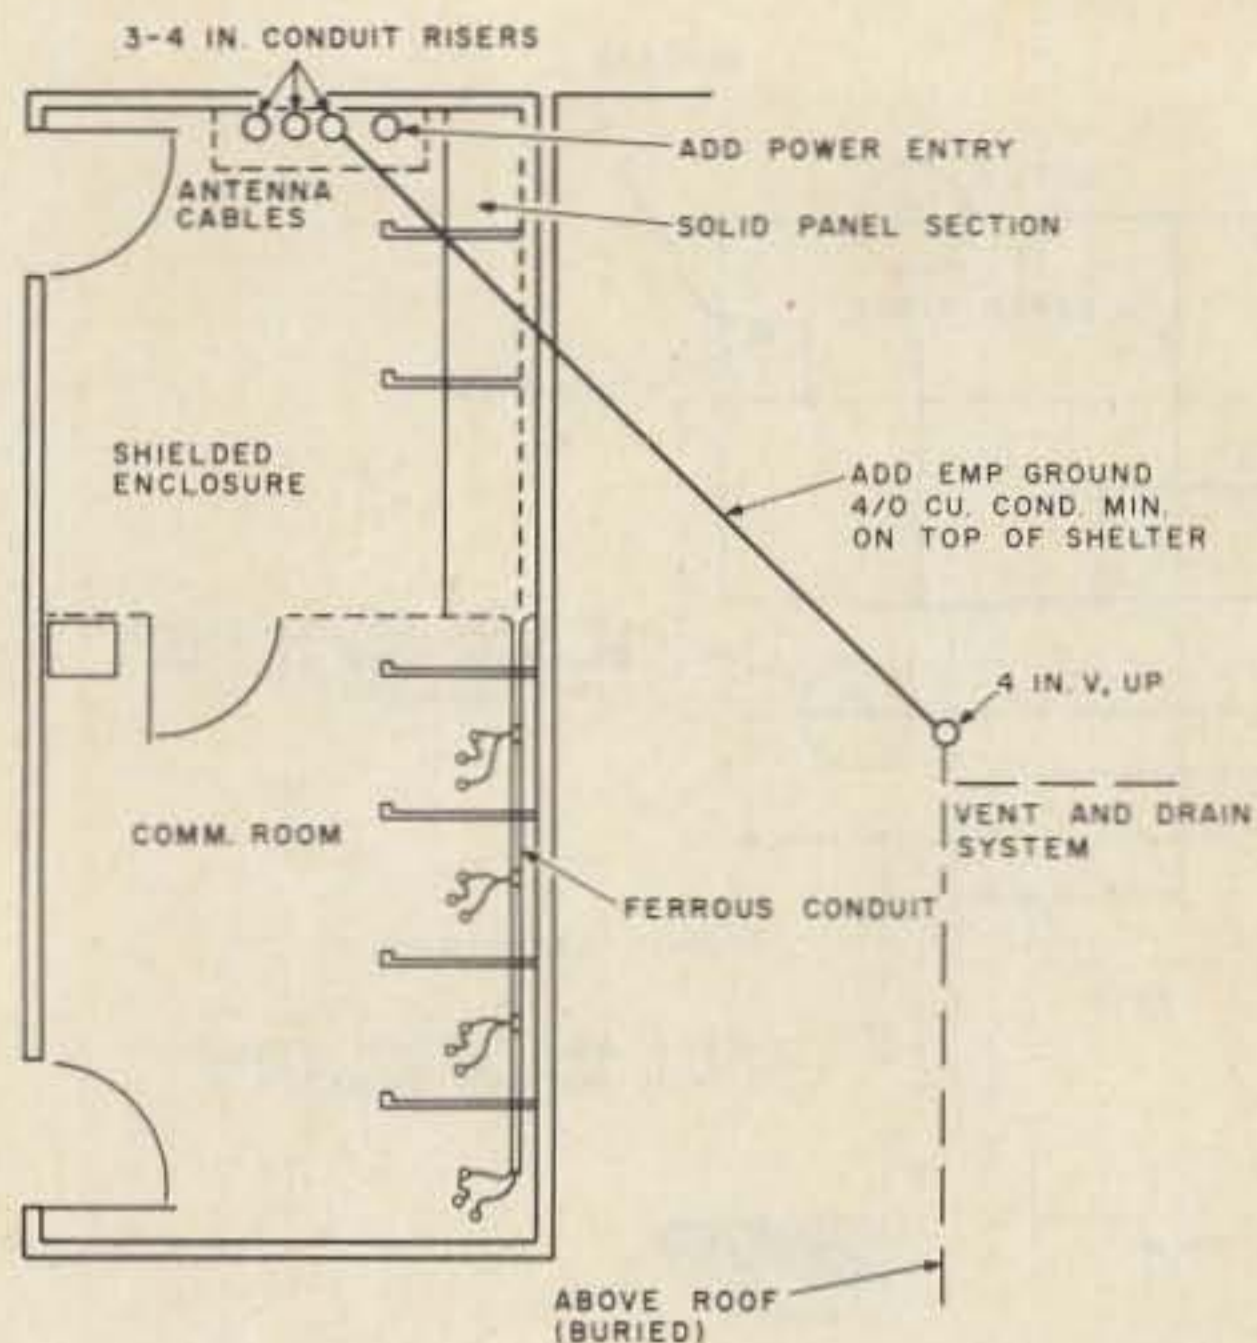 3-4 IN. CONDUIT RISERS
ADD POWER ENTRY
ANTENNA
CABLES
SOLID PANEL SECTION
SHIELDED
ENCLOSURE
ADD EMP GROUND
4/0 CU. COND. MIN.
ON TOP OF SHELTER
4 IN. V, UP
COMM. ROOM
VENT AND DRAIN
SYSTEM
FERROUS CONDUIT
ABOVE ROOF
(BURIED)